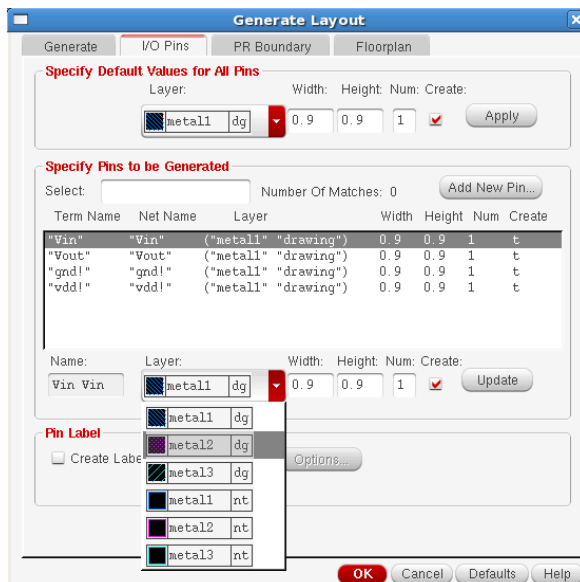 Generate Layout
Generate I/O Pins PR Boundary Floorplan
Specify Default Values for All Pins
Layer: Width: Height: Num: Create:
metal1 dg 0.9 0.9 1 Apply
Specify Pins to be Generated
Select: Number Of Matches: 0 Add New Pin...
Term Name Net Name Layer Width Height Num Create
"Vin" "Vin" ("metal1" "drawing") 0.9 0.9 1 t
"Vout" "Vout" ("metal1" "drawing") 0.9 0.9 1 t
"gnd!" "gnd!" ("metal1" "drawing") 0.9 0.9 1 t
"vdd!" "vdd!" ("metal1" "drawing") 0.9 0.9 1 t
Name: Layer: Width: Height: Num: Create:
Vin Vin metal1 dg 0.9 0.9 1 Update
metal1 dg
Pin Label
metal2 dg
Create Labe metal3 dg Options...
metal1 nt
metal2 nt
metal3 nt
OK Cancel Defaults Help